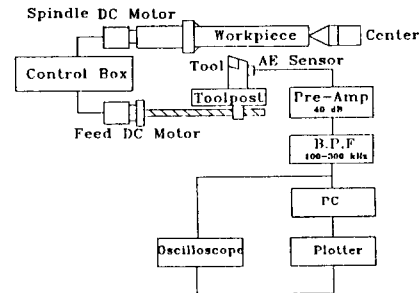 Spindle DC Motor
Workpiece
Center
Tool
AE Sensor
Control Box
Toolpost
Pre-Amp
40 dB
Feed DC Motor
B.P.F
100-300 kHz
PC
Oscilloscope
Plotter